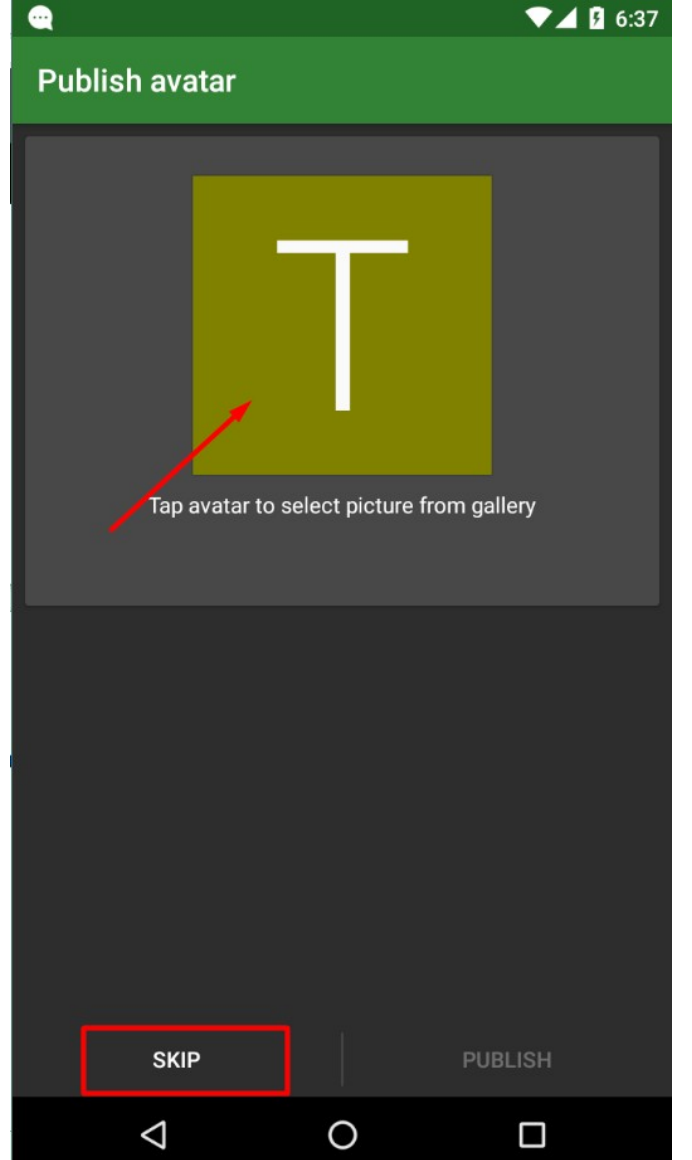 6:37
Publish avatar
T
Tap avatar to select picture from gallery
SKIP
PUBLISH